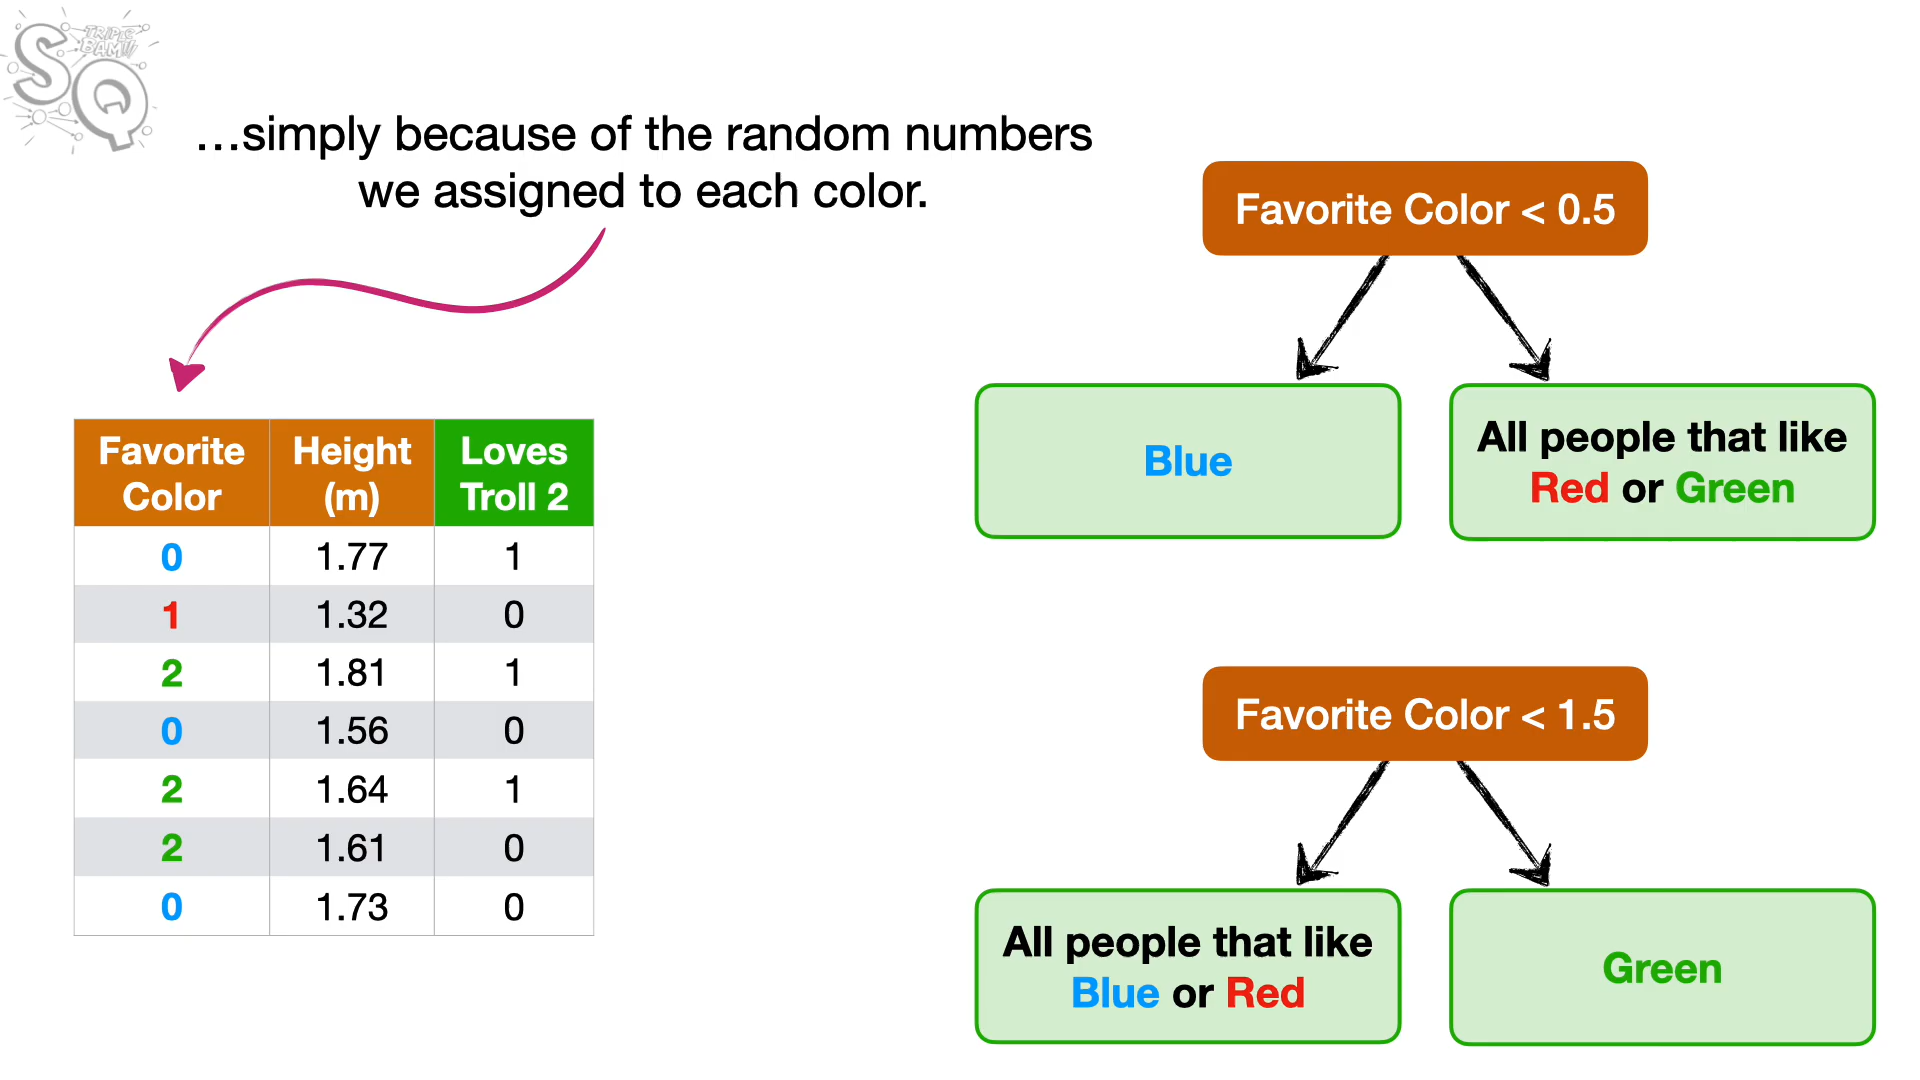 SQ
TRIPLE
BAM!!!
...simply because of the random numbers
we assigned to each color.
Favorite Color Height (m) Loves Troll 2
0 1.77 1
1 1.32 0
2 1.81 1
0 1.56 0
2 1.64 1
2 1.61 0
0 1.73 0
Favorite Color < 0.5
Blue
All people that like
Red or Green
Favorite Color < 1.5
All people that like
Blue or Red
Green